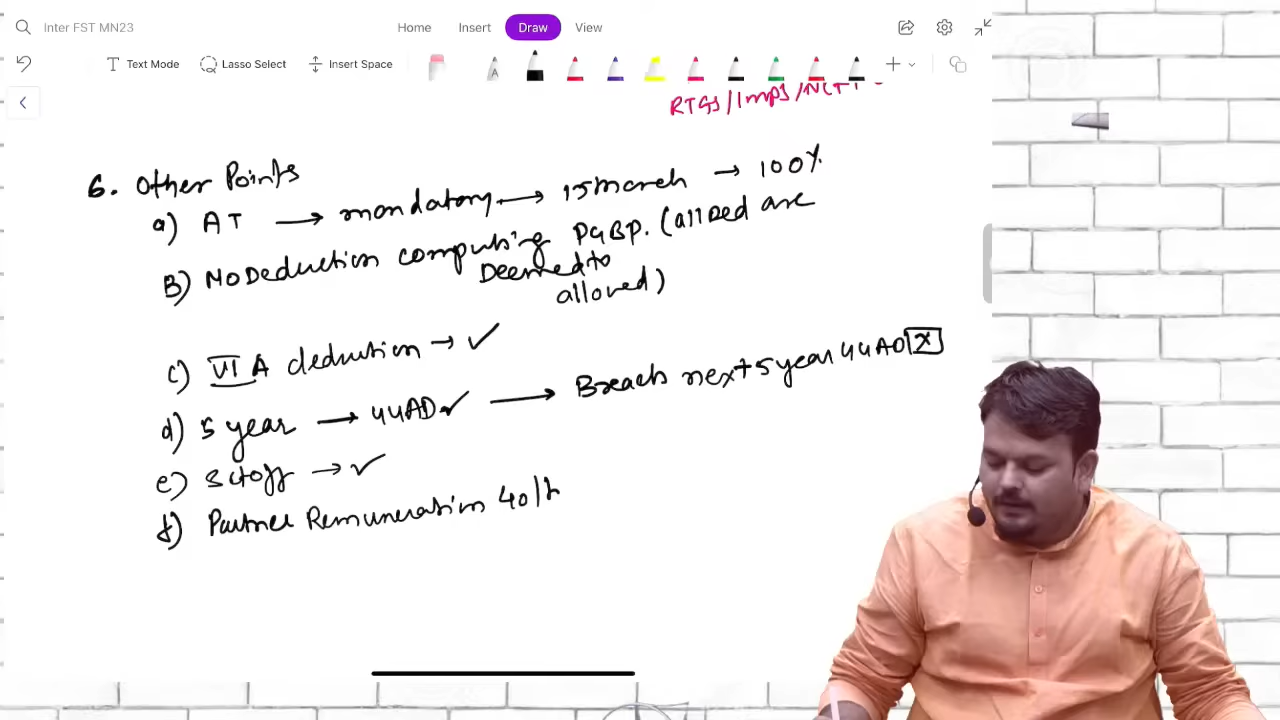 Inter FST MN23
Home Insert Draw View
Text Mode Lasso Select Insert Space
RTGS/Imps/NEFT
6. Other Points
a) AT → mandatory → 15 March → 100%
B) No Deduction computing PGBP. (allowed are
Deemed to
allowed)
c) VI A deduction → ✓
d) 5 year → 44AD ✓ → Breach next 5 year 44AD X
e) Setoff → ✓
f) Partner Remuneration 40/b